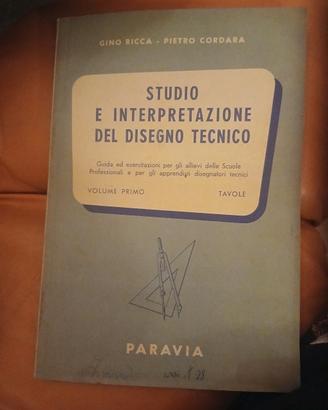 GINO RICCA - PIETRO CORDARA
STUDIO
E INTERPRETAZIONE
DEL DISEGNO TECNICO
Guida ed esercitazioni per gli allievi delle Scuole
Professionali e per gli apprendisti disegnatori tecnici
VOLUME PRIMO TAVOLE
PARAVIA